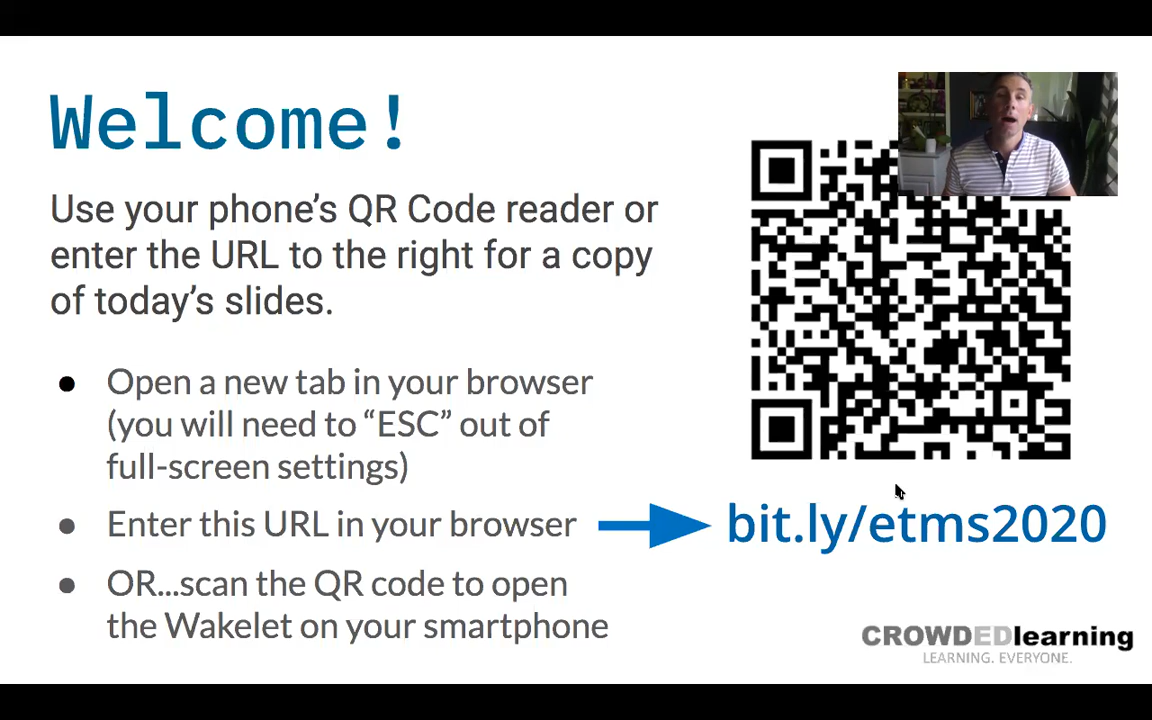 Welcome!
Use your phone's QR Code reader or
enter the URL to the right for a copy
of today's slides.
● Open a new tab in your browser
(you will need to “ESC” out of
full-screen settings)
● Enter this URL in your browser
bit.ly/etms2020
● OR...scan the QR code to open
the Wakelet on your smartphone
CROWDEDlearning
LEARNING. EVERYONE.